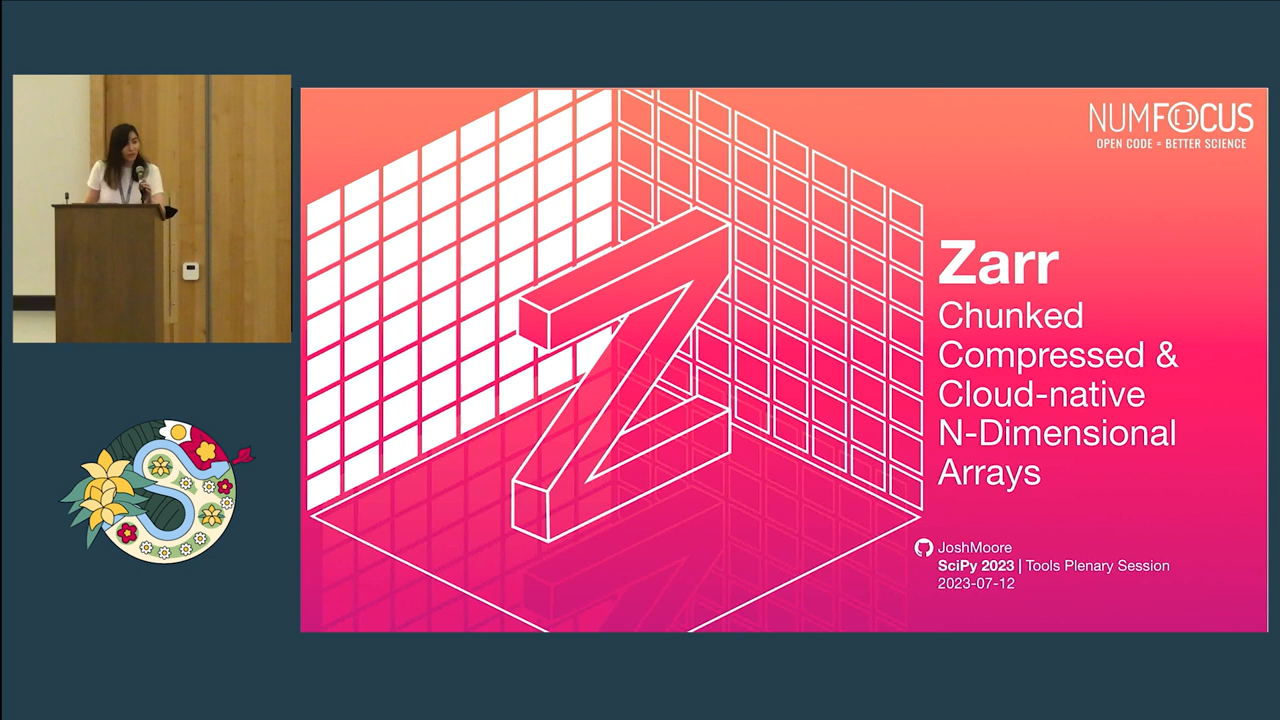 NUMFOCUS
OPEN CODE = BETTER SCIENCE
Zarr
Chunked
Compressed &
Cloud-native
N-Dimensional
Arrays
JoshMoore
SciPy 2023 | Tools Plenary Session
2023-07-12